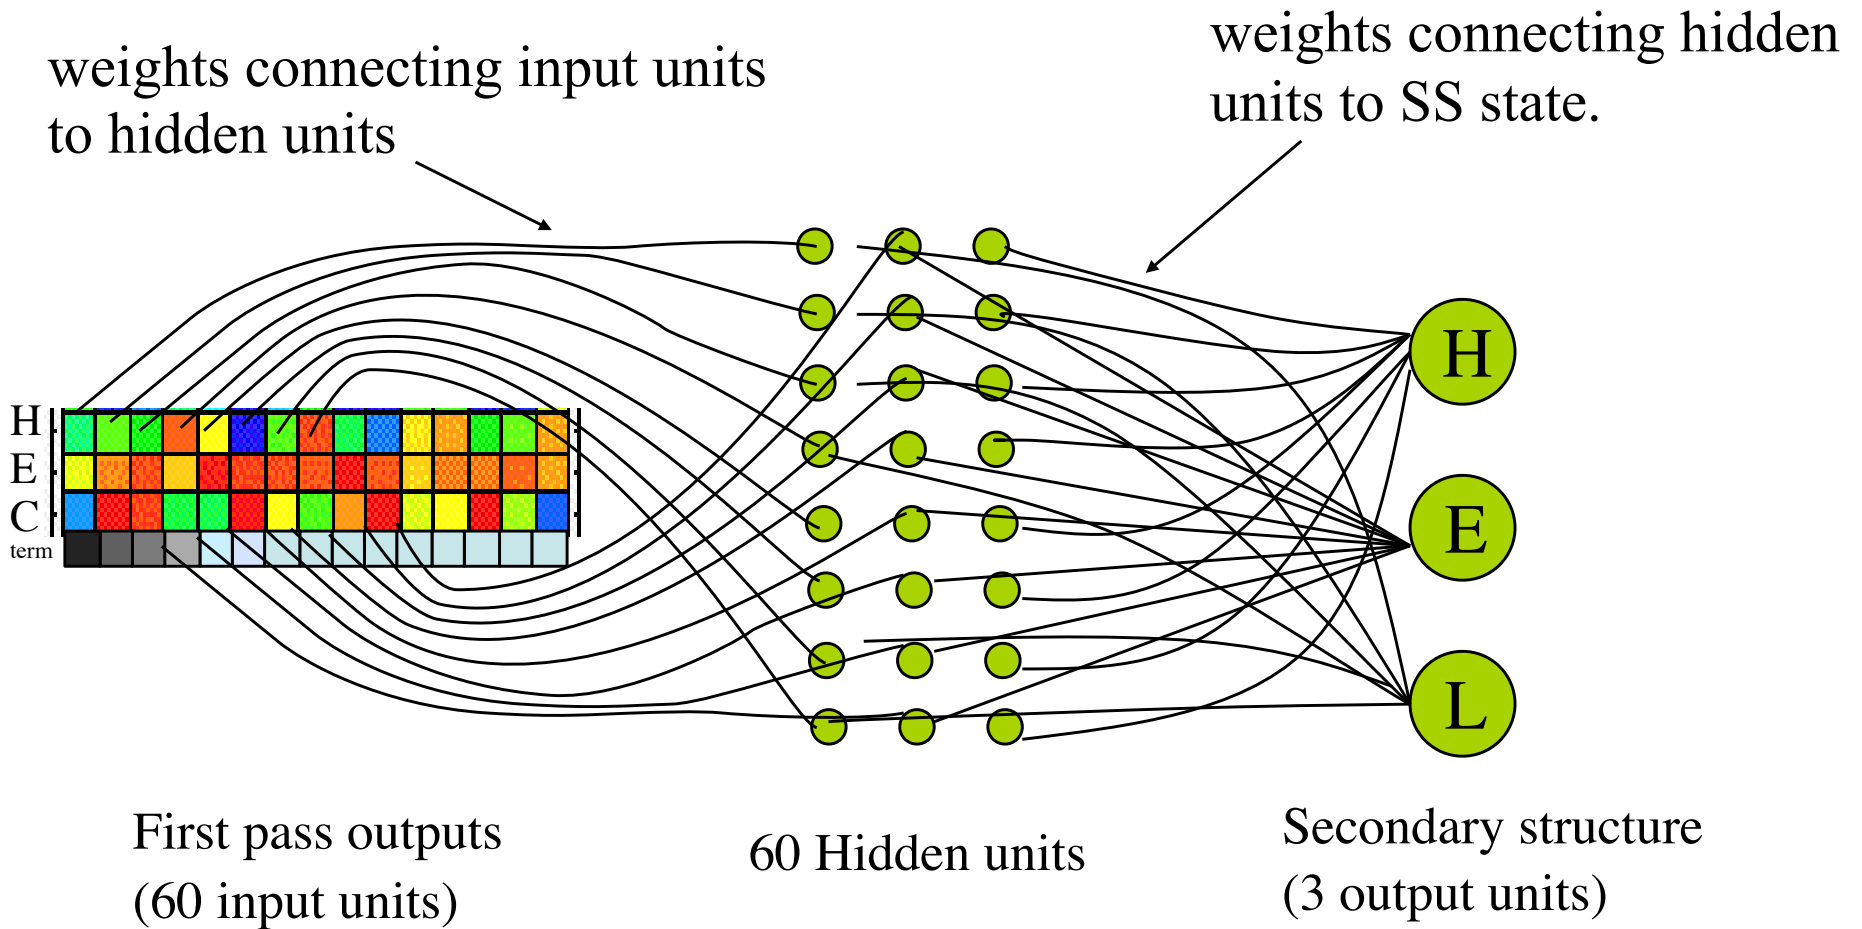 weights connecting input units
to hidden units
weights connecting hidden
units to SS state.
H
E
C
term
H
E
L
First pass outputs
(60 input units)
60 Hidden units
Secondary structure
(3 output units)